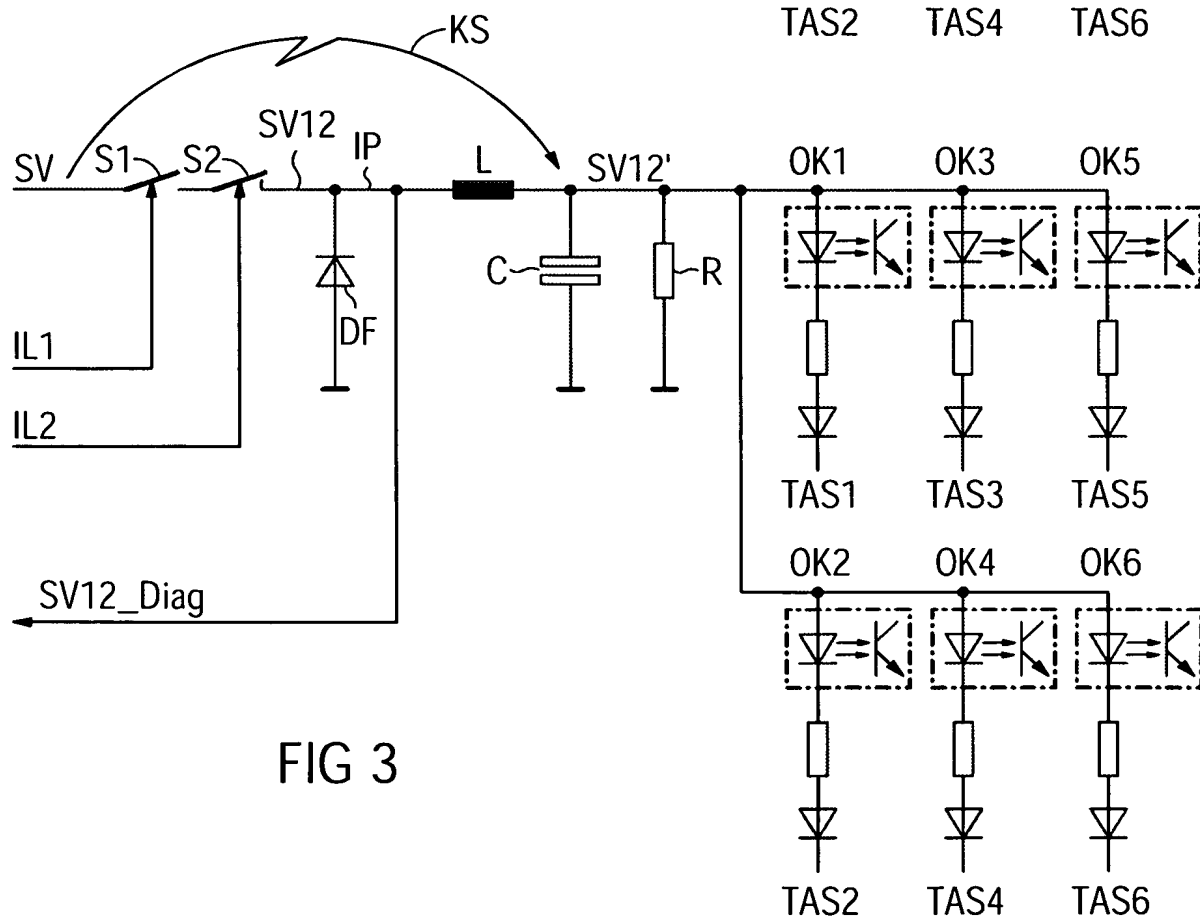 TAS2 TAS4 TAS6
KS
SV S1 S2 SV12 IP L SV12' OK1 OK3 OK5
C R
DF
IL1
IL2
TAS1 TAS3 TAS5
OK2 OK4 OK6
SV12_Diag
FIG 3
TAS2 TAS4 TAS6